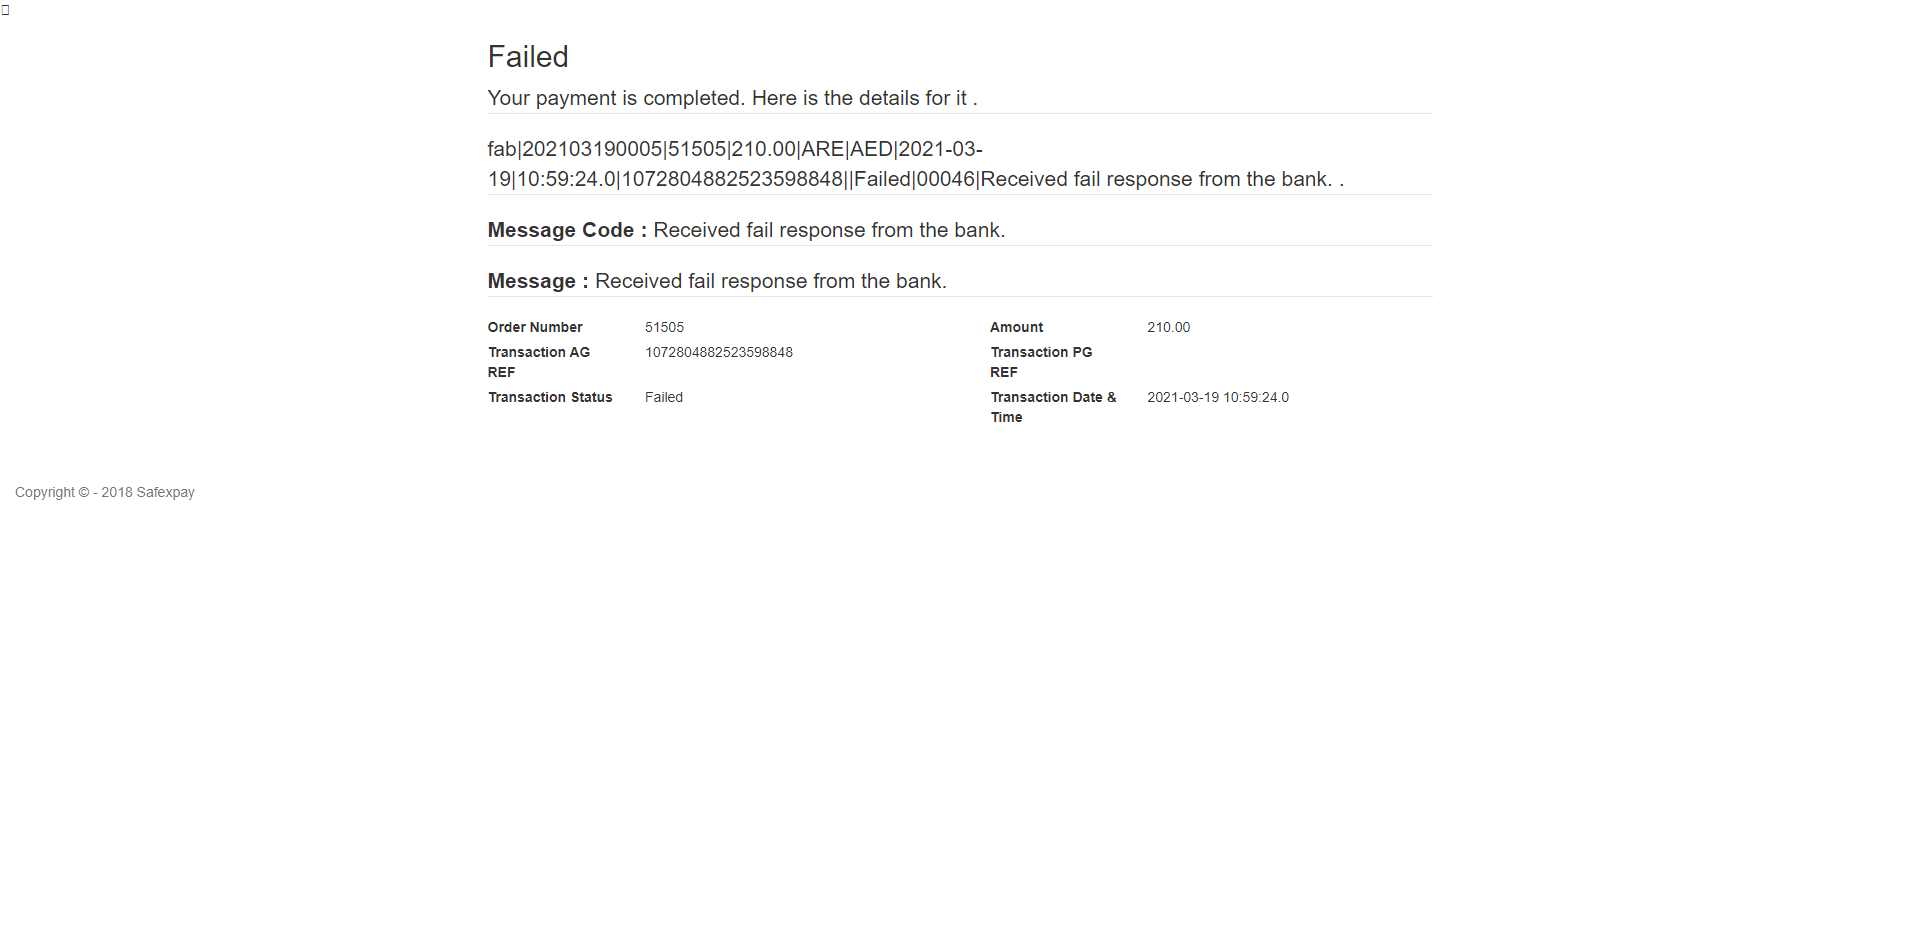 Failed
Your payment is completed. Here is the details for it .
fab|202103190005|51505|210.00|ARE|AED|2021-03-
19|10:59:24.0|1072804882523598848||Failed|00046|Received fail response from the bank. .
Message Code : Received fail response from the bank.
Message : Received fail response from the bank.
Order Number 51505 Amount 210.00
Transaction AG 1072804882523598848 Transaction PG
REF REF
Transaction Status Failed Transaction Date & 2021-03-19 10:59:24.0
Time
Copyright © - 2018 Safexpay